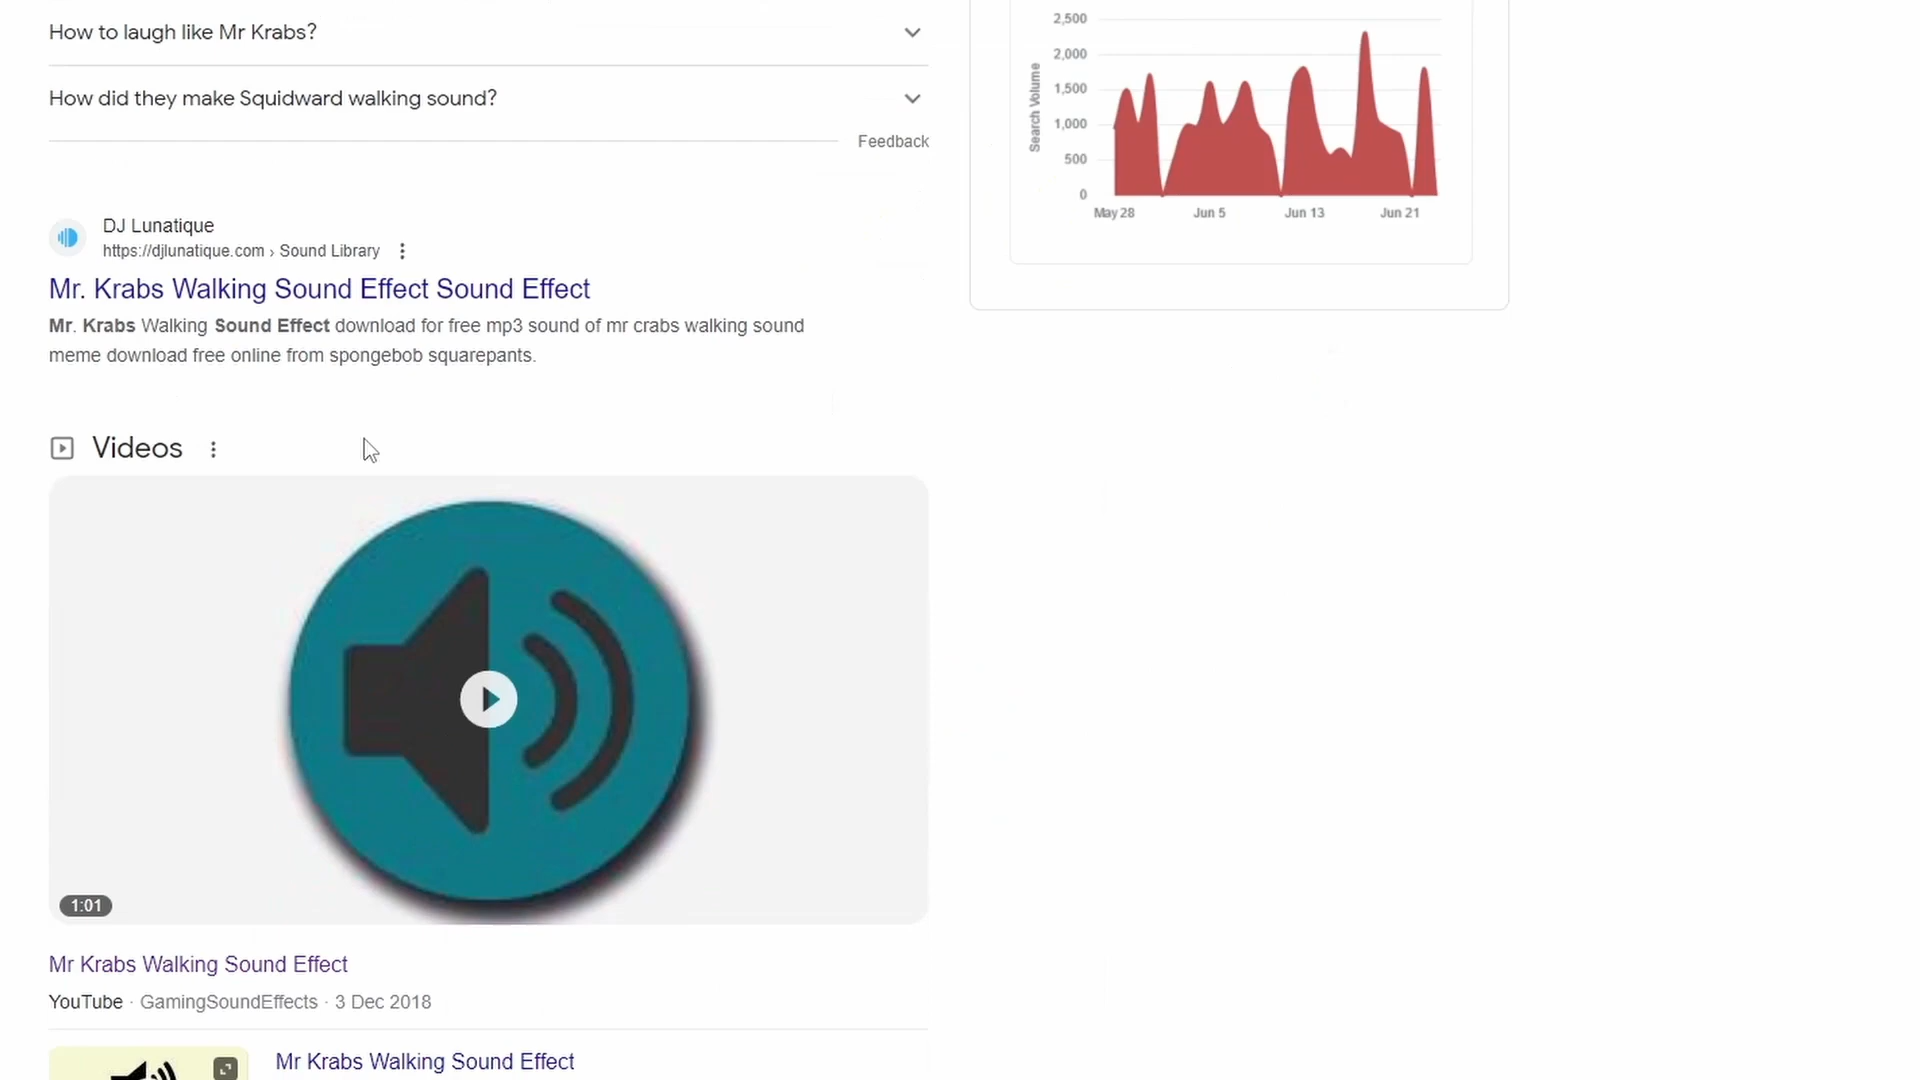 How to laugh like Mr Krabs?
How did they make Squidward walking sound?
Feedback
DJ Lunatique
https://djlunatique.com › Sound Library
Mr. Krabs Walking Sound Effect Sound Effect
Mr. Krabs Walking Sound Effect download for free mp3 sound of mr crabs walking sound
meme download free online from spongebob squarepants.
Videos
1:01
Mr Krabs Walking Sound Effect
YouTube · GamingSoundEffects · 3 Dec 2018
Mr Krabs Walking Sound Effect
Search Volume
2,500
2,000
1,500
1,000
500
0
May 28 Jun 5 Jun 13 Jun 21